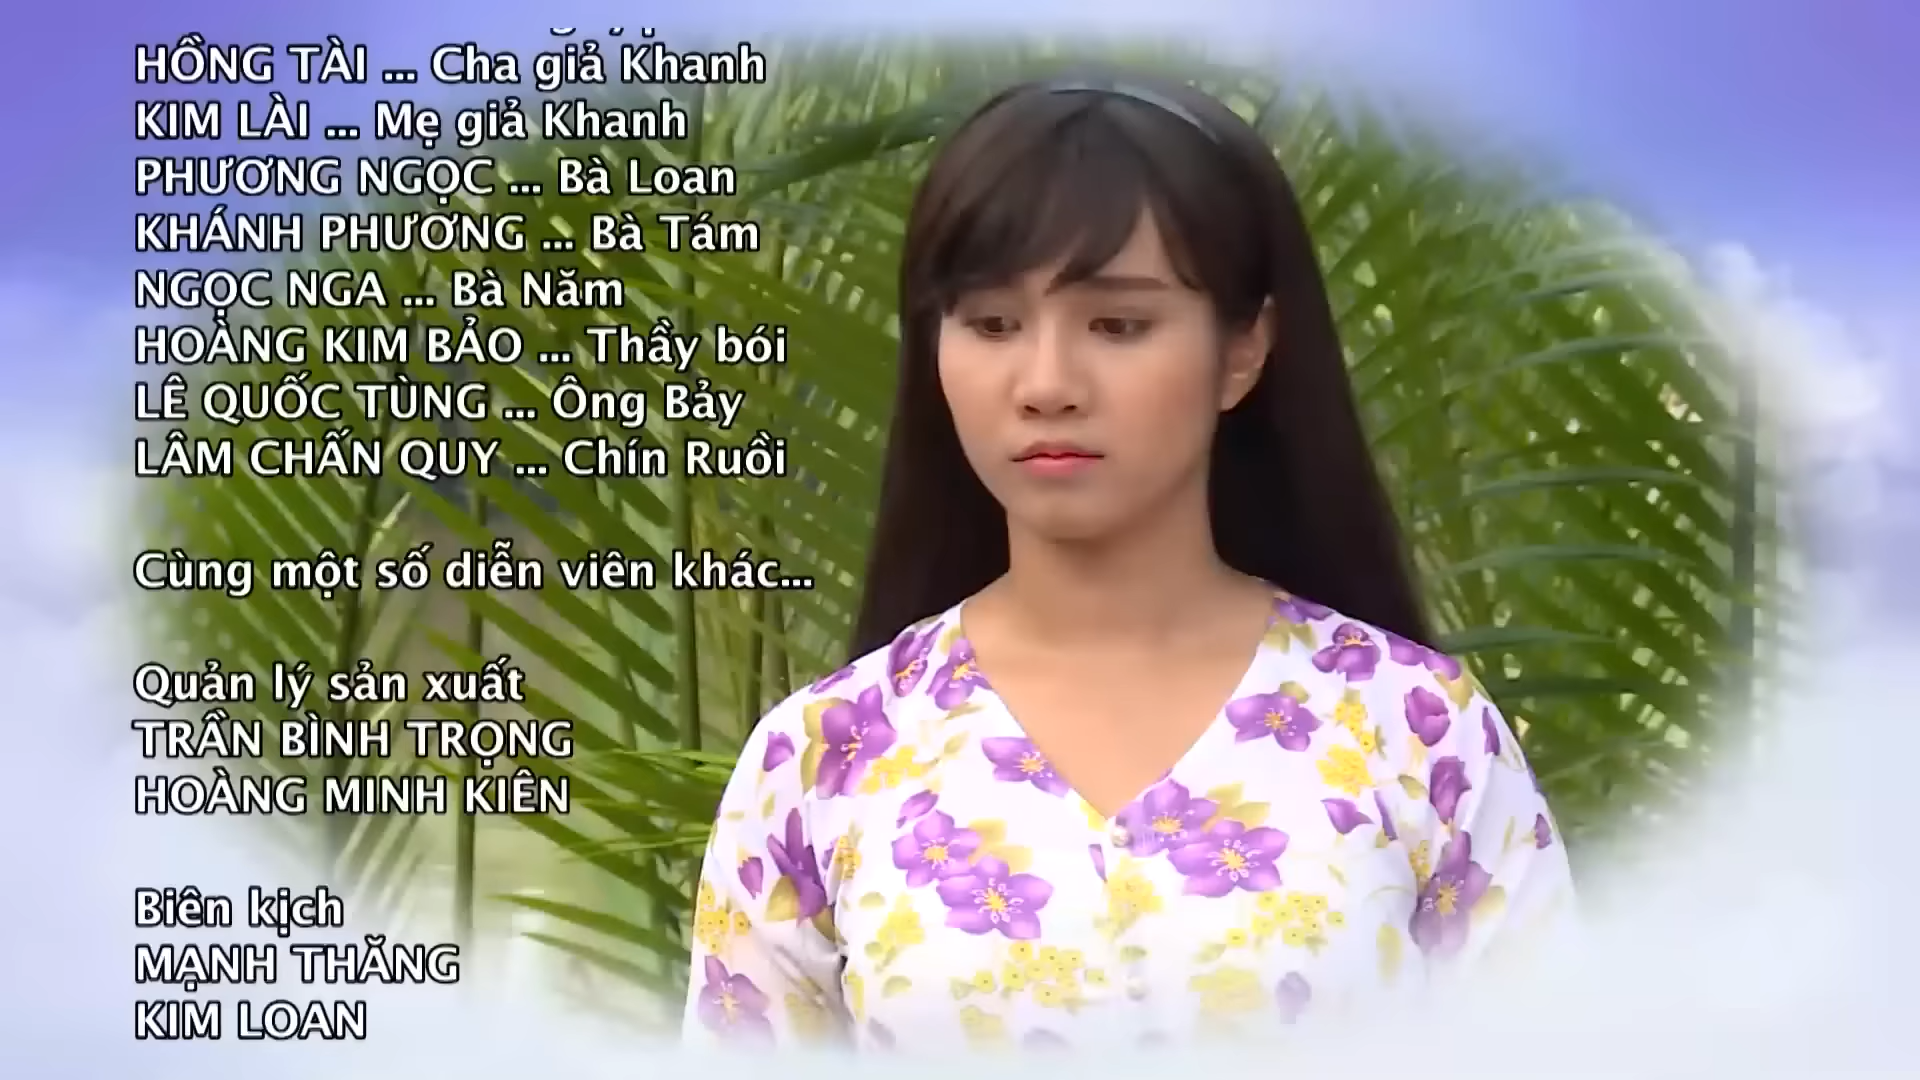 HỒNG TÀI ... Cha giả Khanh
KIM LÀI ... Mẹ giả Khanh
PHƯƠNG NGỌC ... Bà Loan
KHÁNH PHƯƠNG ... Bà Tám
NGỌC NGA ... Bà Năm
HOÀNG KIM BẢO ... Thầy bói
LÊ QUỐC TÙNG ... Ông Bảy
LÂM CHẤN QUY ... Chín Ruồi
Cùng một số diễn viên khác...
Quản lý sản xuất
TRẦN BÌNH TRỌNG
HOÀNG MINH KIÊN
Biên kịch
MẠNH THĂNG
KIM LOAN